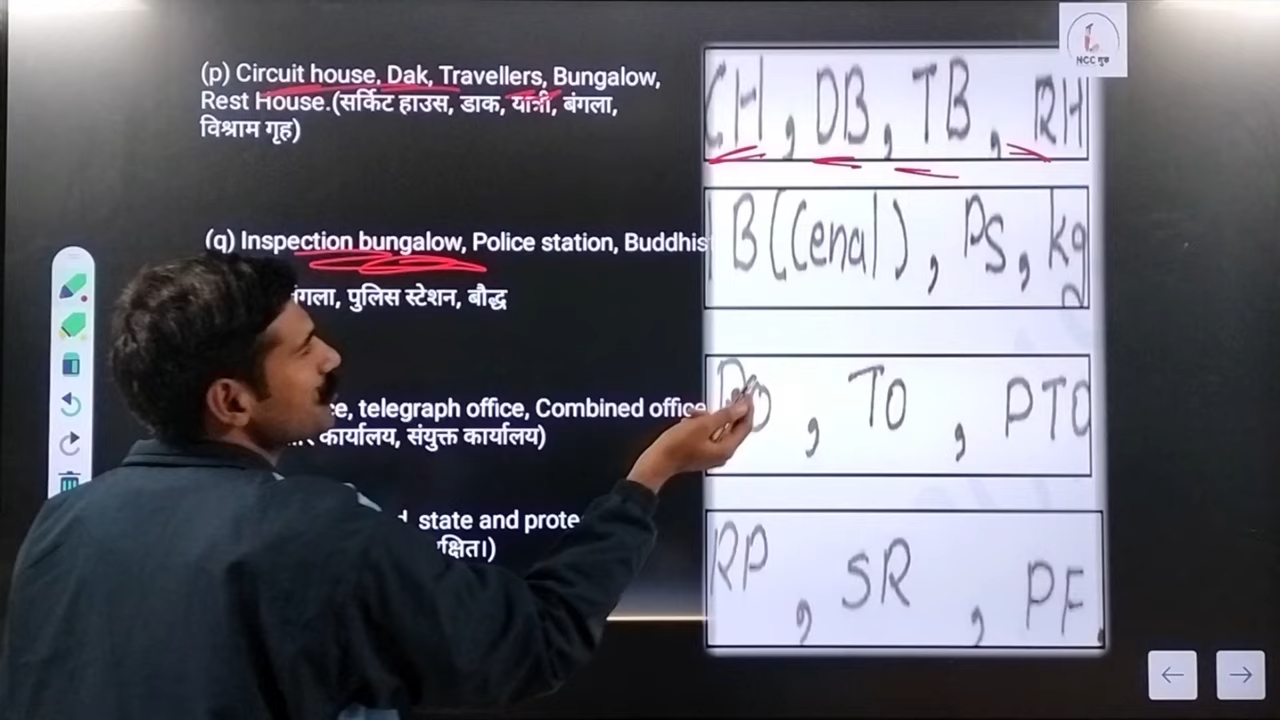 NCC गुरु
(p) Circuit house, Dak, Travellers, Bungalow,
Rest House.(सर्किट हाउस, डाक, यात्री, बंगला,
विश्राम गृह)
CH, DB, TB, RH
(q) Inspection bungalow, Police station, Buddhis
पुलिस स्टेशन, बौद्ध
B (Cenal), PS, kg
telegraph office, Combined office
कार्यालय, संयुक्त कार्यालय)
PO, TO, PTO
state and prote
RP, SR, PF.